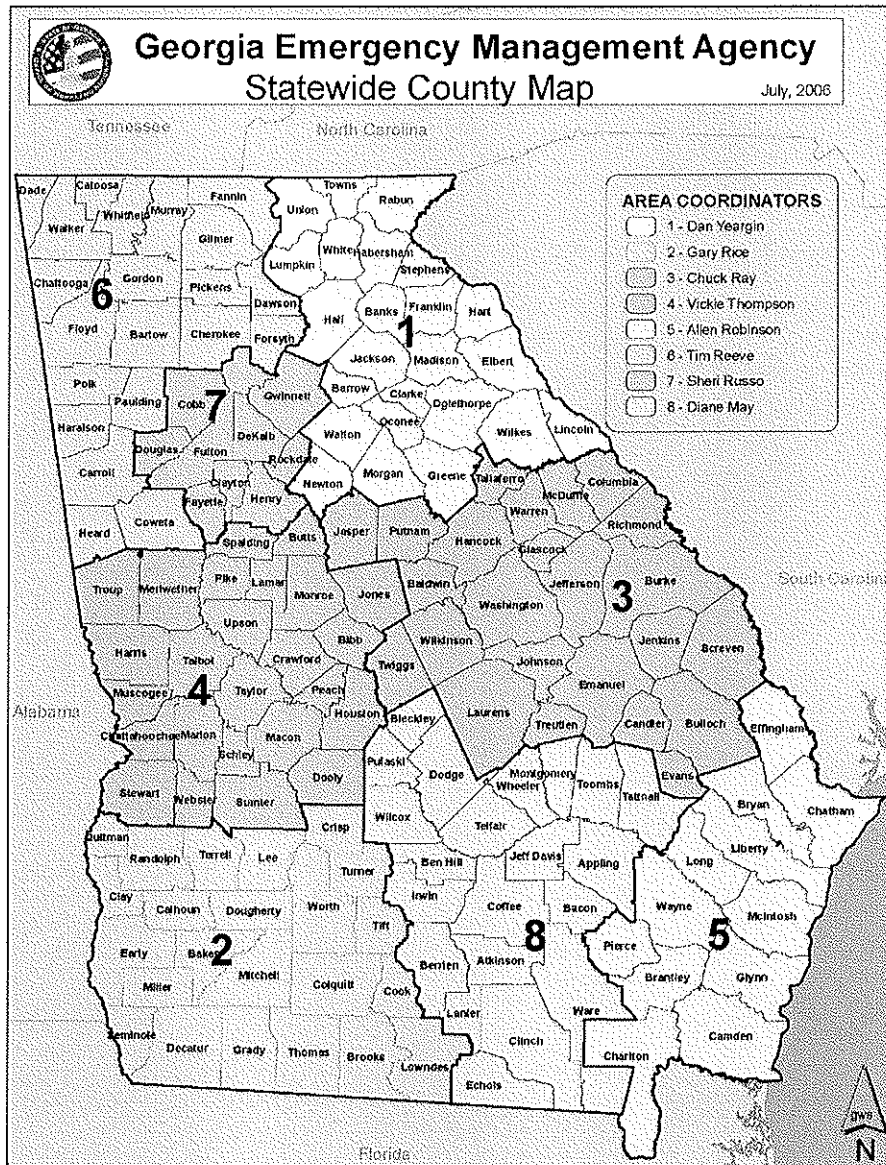 Georgia Emergency Management Agency
Statewide County Map
July, 2006
Tennessee
North Carolina
AREA COORDINATORS
1 - Dan Yeargin
2 - Gary Rice
3 - Chuck Ray
4 - Vickie Thompson
5 - Allen Robinson
6 - Tim Reeve
7 - Sheri Russo
8 - Diane May
Dade
Catoosa
Whitfield
Murray
Fannin
Walker
Gilmer
Chattooga
Gordon
Pickens
6
Dawson
Floyd
Bartow
Cherokee
Forsyth
Polk
Paulding
Haralson
Carroll
Heard
Coweta
Towns
Rabun
Union
White
Habersham
Lumpkin
Stephens
Hall
Banks
Franklin
Hart
1
Jackson
Madison
Elbert
Barrow
Clarke
Oglethorpe
Oconee
Walton
Wilkes
Lincoln
Newton
Morgan
Greene
7
Cobb
Gwinnett
DeKalb
Douglas
Fulton
Rockdale
Clayton
Fayette
Henry
Taliaferro
Columbia
McDuffie
Warren
Richmond
Jasper
Putnam
Hancock
Glascock
Baldwin
Jefferson
Burke
Jones
Washington
3
Wilkinson
Jenkins
Screven
Twiggs
Johnson
Emanuel
Laurens
Treutlen
Candler
Bulloch
Evans
South Carolina
Spalding
Butts
Troup
Meriwether
Pike
Lamar
Monroe
Upson
Bibb
Harris
Talbot
Crawford
Muscogee
4
Taylor
Peach
Houston
Chattahoochee
Marion
Macon
Schley
Dooly
Stewart
Webster
Sumter
Alabama
Quitman
Crisp
Randolph
Terrell
Lee
Turner
Clay
Calhoun
Dougherty
Worth
Tift
Early
Baker
2
Mitchell
Miller
Colquitt
Cook
Seminole
Decatur
Grady
Thomas
Brooks
Lowndes
Bleckley
Pulaski
Dodge
Montgomery
Wheeler
Toombs
Tattnall
Wilcox
Telfair
Ben Hill
Jeff Davis
Appling
Irwin
Coffee
Bacon
8
Berrien
Atkinson
Lanier
Ware
Clinch
Echols
Effingham
Bryan
Chatham
Liberty
Long
Wayne
McIntosh
Pierce
5
Brantley
Glynn
Camden
Charlton
Florida
gws
N